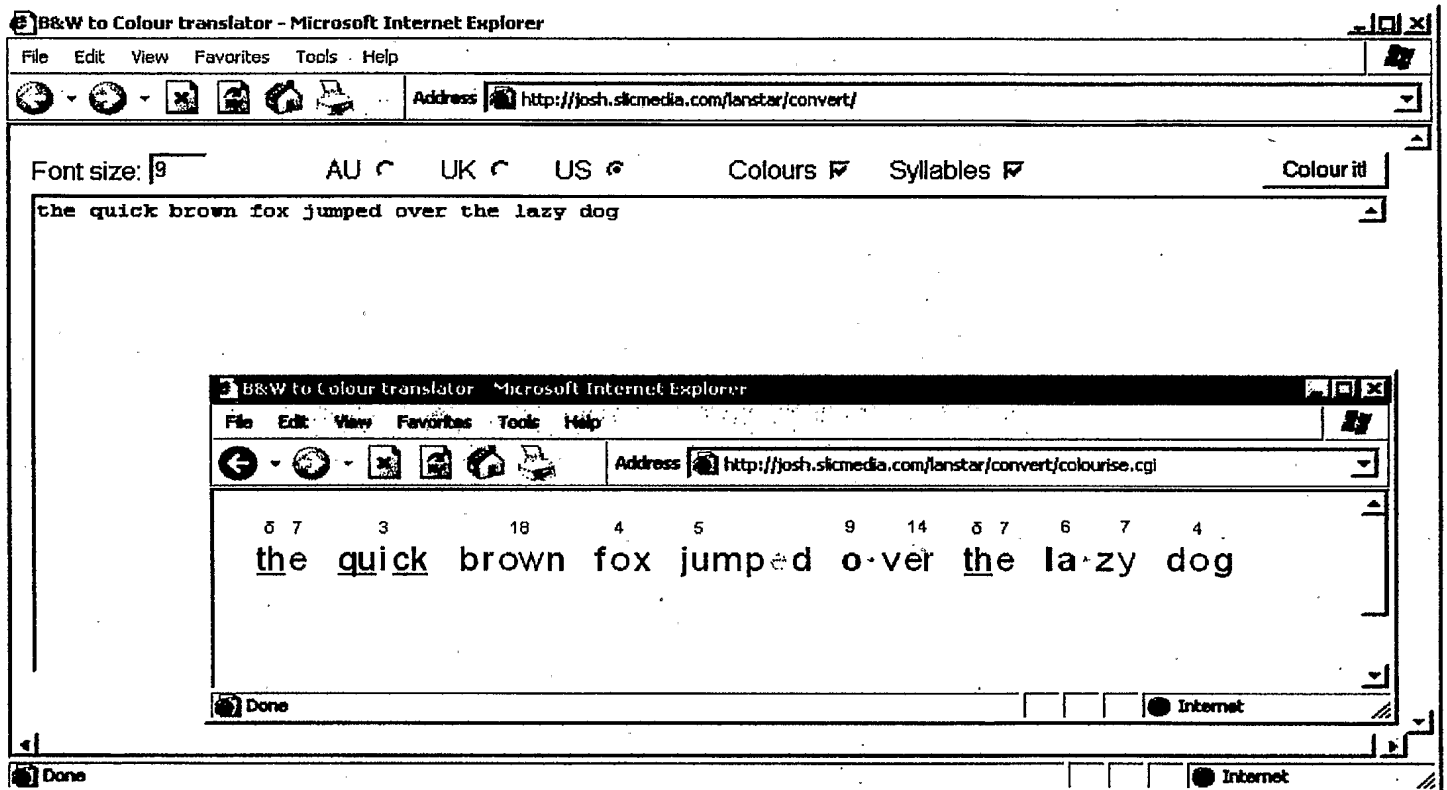 B&W to Colour translator - Microsoft Internet Explorer
File Edit View Favorites Tools Help
Address http://josh.slicmedia.com/lanstar/convert/
Font size: 9 AU UK US Colours Syllables Colour it!
the quick brown fox jumped over the lazy dog
B&W to Colour translator - Microsoft Internet Explorer
File Edit View Favorites Tools Help
Address http://josh.slicmedia.com/lanstar/convert/colourise.cgi
ð 7 3 18 4 5 9 14 ð 7 6 7 4
the quick brown fox jumped o·ver the la·zy dog
Done Internet
Done Internet